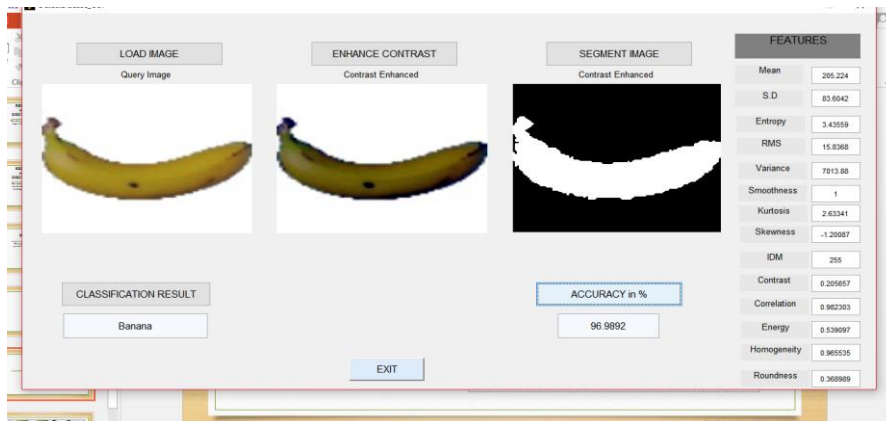 LOAD IMAGE
ENHANCE CONTRAST
SEGMENT IMAGE
Query Image
Contrast Enhanced
Contrast Enhanced
CLASSIFICATION RESULT
Banana
ACCURACY in %
96.9892
EXIT
FEATURES
Mean 205.224
S.D 83.6042
Entropy 3.43559
RMS 15.8368
Variance 7013.88
Smoothness 1
Kurtosis 2.63341
Skewness -1.20087
IDM 255
Contrast 0.205657
Correlation 0.982303
Energy 0.539097
Homogeneity 0.965535
Roundness 0.368989